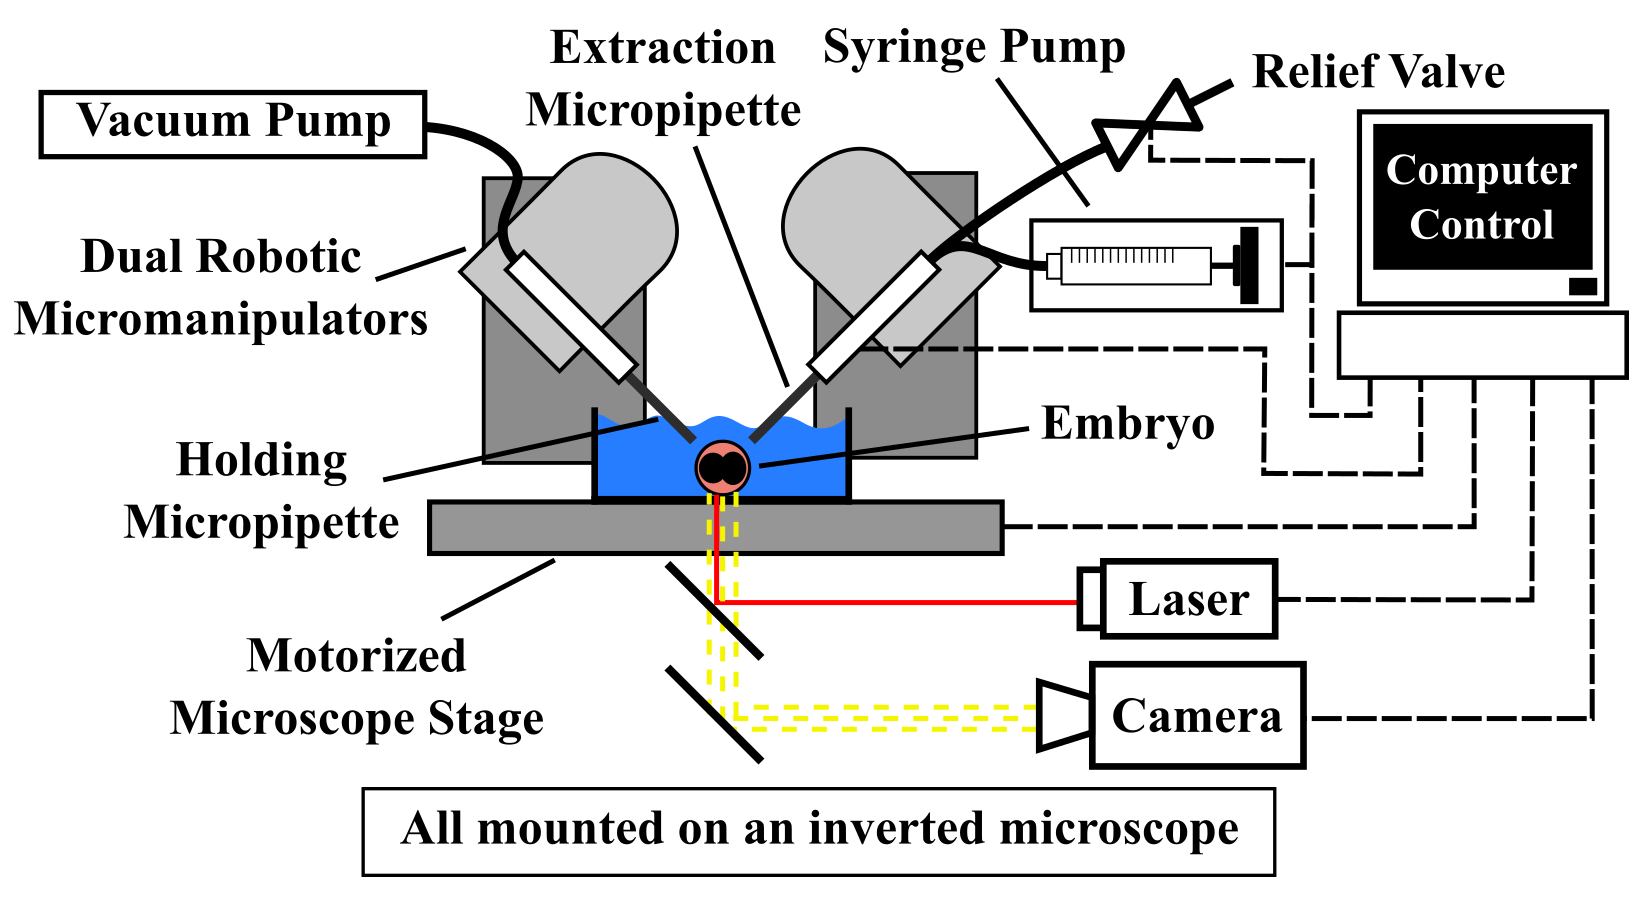 Extraction
Micropipette
Syringe Pump
Relief Valve
Vacuum Pump
Computer
Control
Dual Robotic
Micromanipulators
Embryo
Holding
Micropipette
Laser
Motorized
Microscope Stage
Camera
All mounted on an inverted microscope